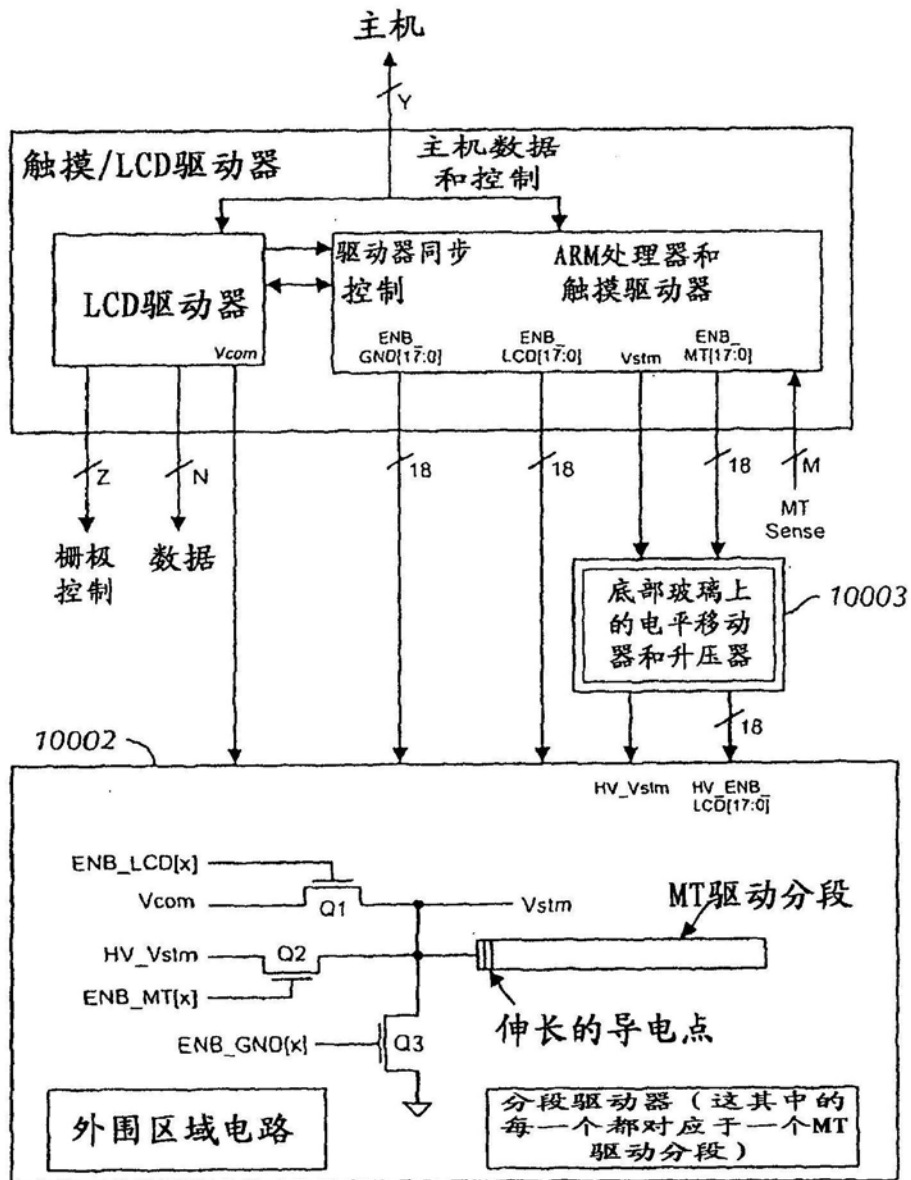 主机
Y
触摸/LCD驱动器
主机数据
和控制
LCD驱动器
Vcom
驱动器同步
控制
ARM处理器和
触摸驱动器
ENB_
GND[17:0]
ENB_
LCD[17:0]
Vstm
ENB_
MT[17:0]
Z
N
18
18
18
M
栅极
控制
数据
MT
Sense
底部玻璃上
的电平移动
器和升压器
10003
18
10002
HV_Vstm
HV_ENB_
LCD[17:0]
ENB_LCD[x]
Vcom
Q1
Vstm
MT驱动分段
HV_Vstm
Q2
ENB_MT[x]
伸长的导电点
ENB_GND[x]
Q3
外围区域电路
分段驱动器（这其中的
每一个都对应于一个MT
驱动分段）